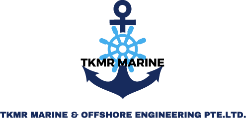 TKMR MARINE
TKMR MARINE & OFFSHORE ENGINEERING PTE.LTD.